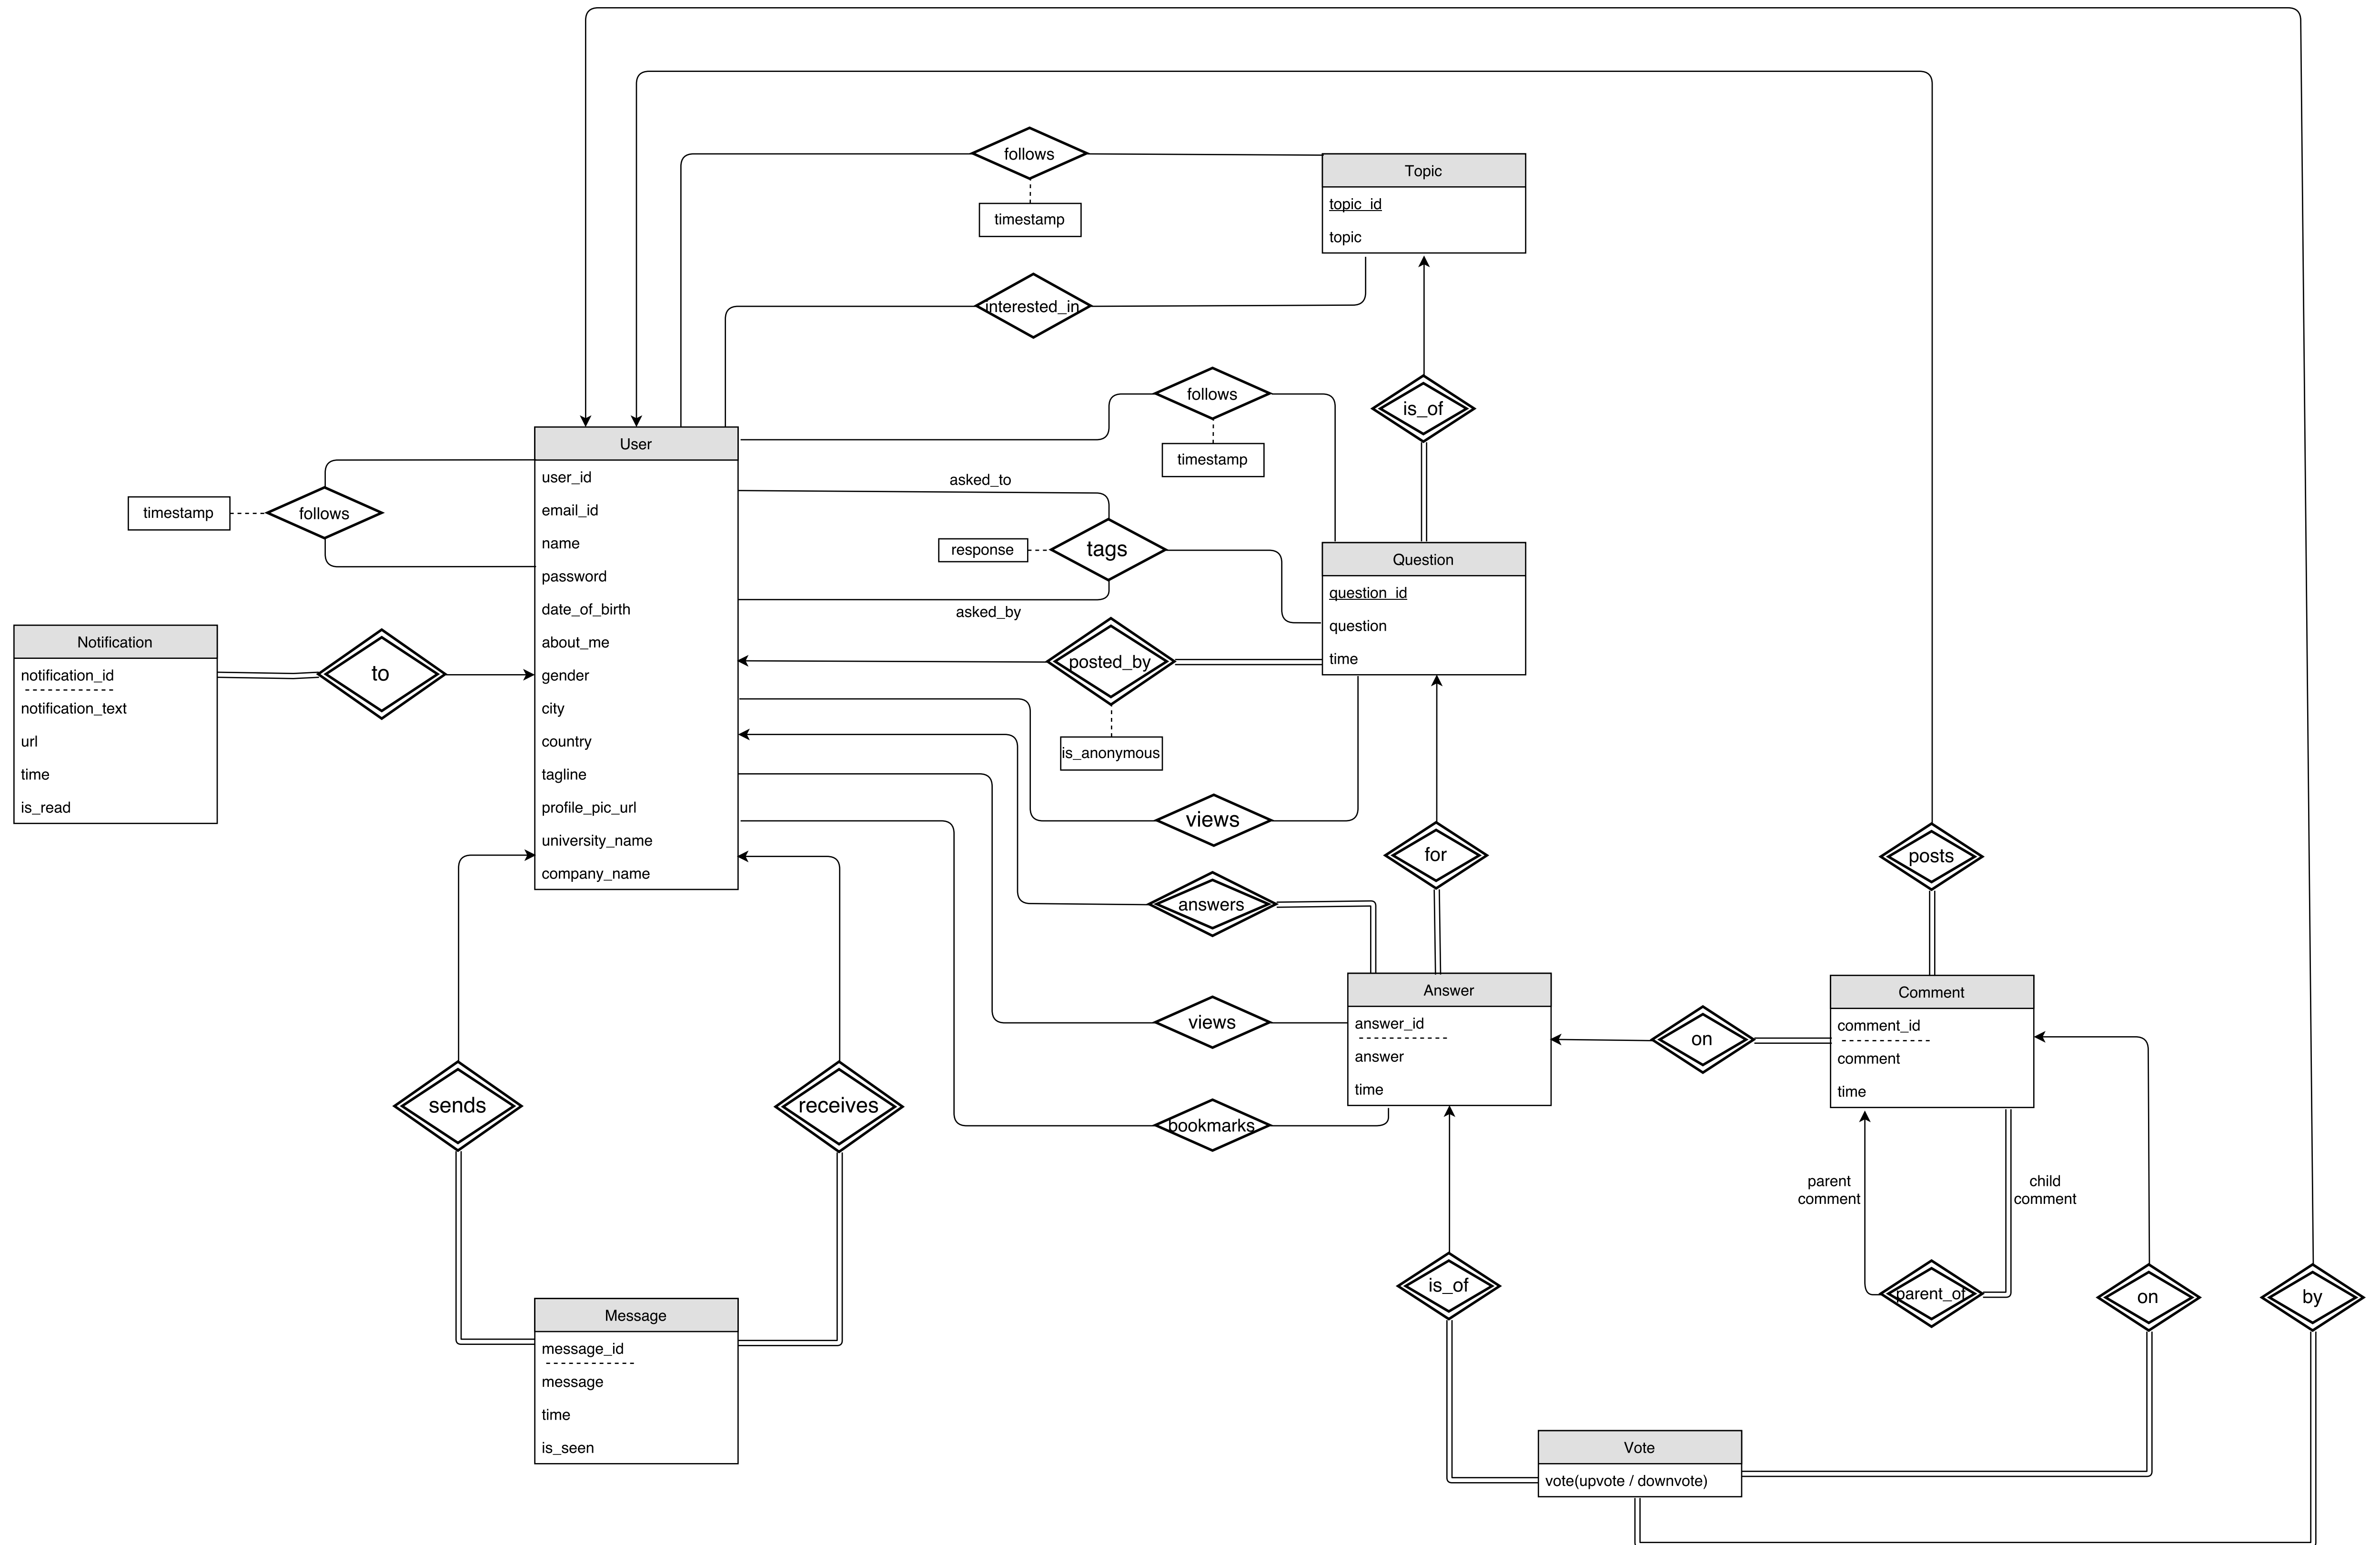 follows
Topic
topic_id
topic
timestamp
interested_in
follows
is_of
timestamp
User
user_id
email_id
name
password
date_of_birth
about_me
gender
city
country
tagline
profile_pic_url
university_name
company_name
timestamp
follows
asked_to
response
tags
asked_by
Question
question_id
question
time
Notification
notification_id
notification_text
url
time
is_read
to
posted_by
is_anonymous
views
for
posts
answers
Answer
answer_id
answer
time
views
on
Comment
comment_id
comment
time
bookmarks
sends
receives
parent
comment
child
comment
is_of
parent_of
on
by
Message
message_id
message
time
is_seen
Vote
vote(upvote / downvote)